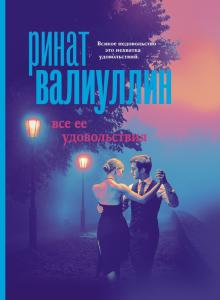 ринат
валиуллин
Всякое недовольство
это нехватка
удовольствий.
все ее
удовольствия